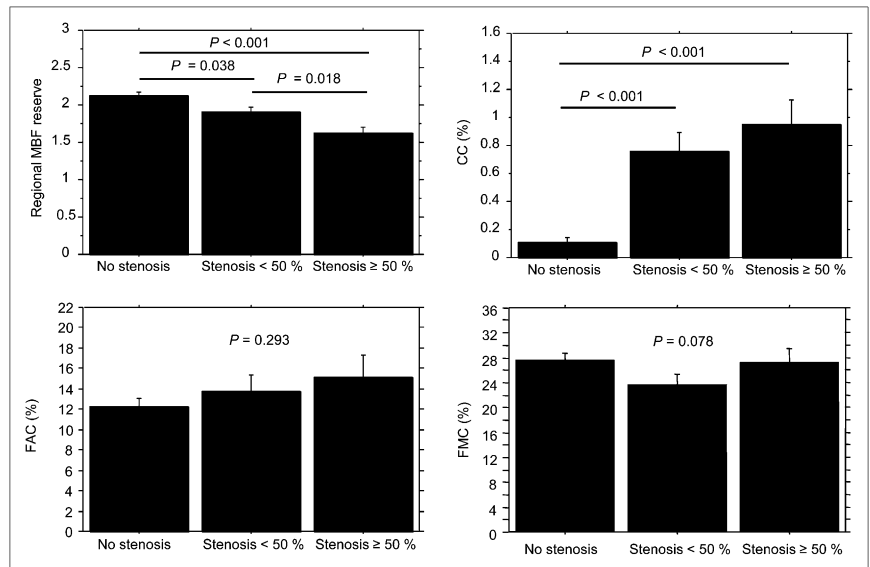 3
2.5
2
1.5
1
0.5
0
Regional MBF reserve
P < 0.001
P = 0.038
P = 0.018
No stenosis
Stenosis < 50 %
Stenosis ≥ 50 %
1.6
1.4
1.2
1
0.8
0.6
0.4
0.2
0
CC (%)
P < 0.001
P < 0.001
No stenosis
Stenosis < 50 %
Stenosis ≥ 50 %
22
20
18
16
14
12
10
8
6
4
2
0
FAC (%)
P = 0.293
No stenosis
Stenosis < 50 %
Stenosis ≥ 50 %
36
32
28
24
20
16
12
8
4
0
FMC (%)
P = 0.078
No stenosis
Stenosis < 50 %
Stenosis ≥ 50 %